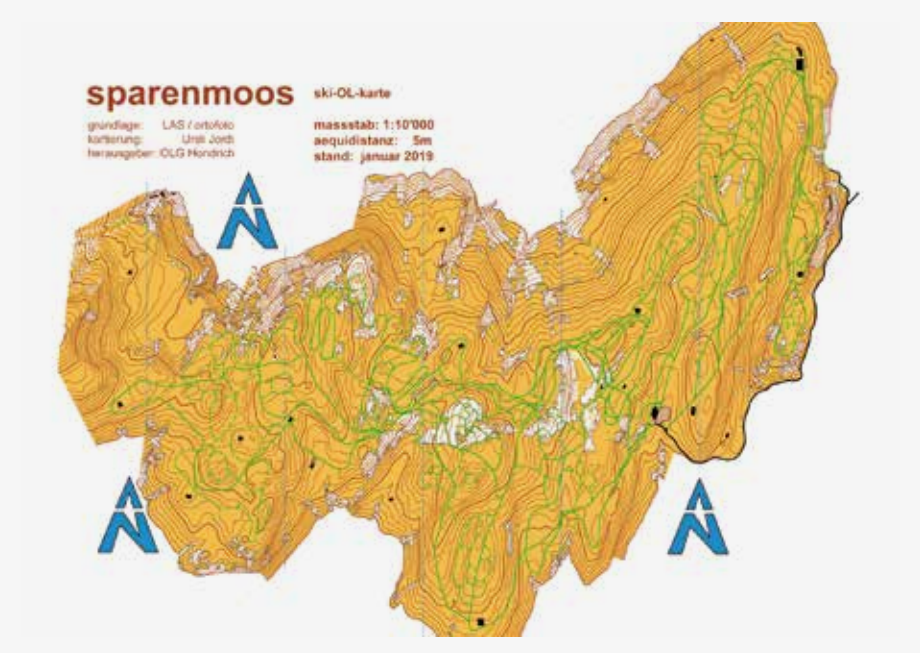 sparenmoos
ski-OL-karte
grundlage: LAS / ortofoto
kartierung: Ursli Jordi
herausgeber: OLG Hondrich
massstab: 1:10'000
aequidistanz: 5m
stand: januar 2019
N
N
N